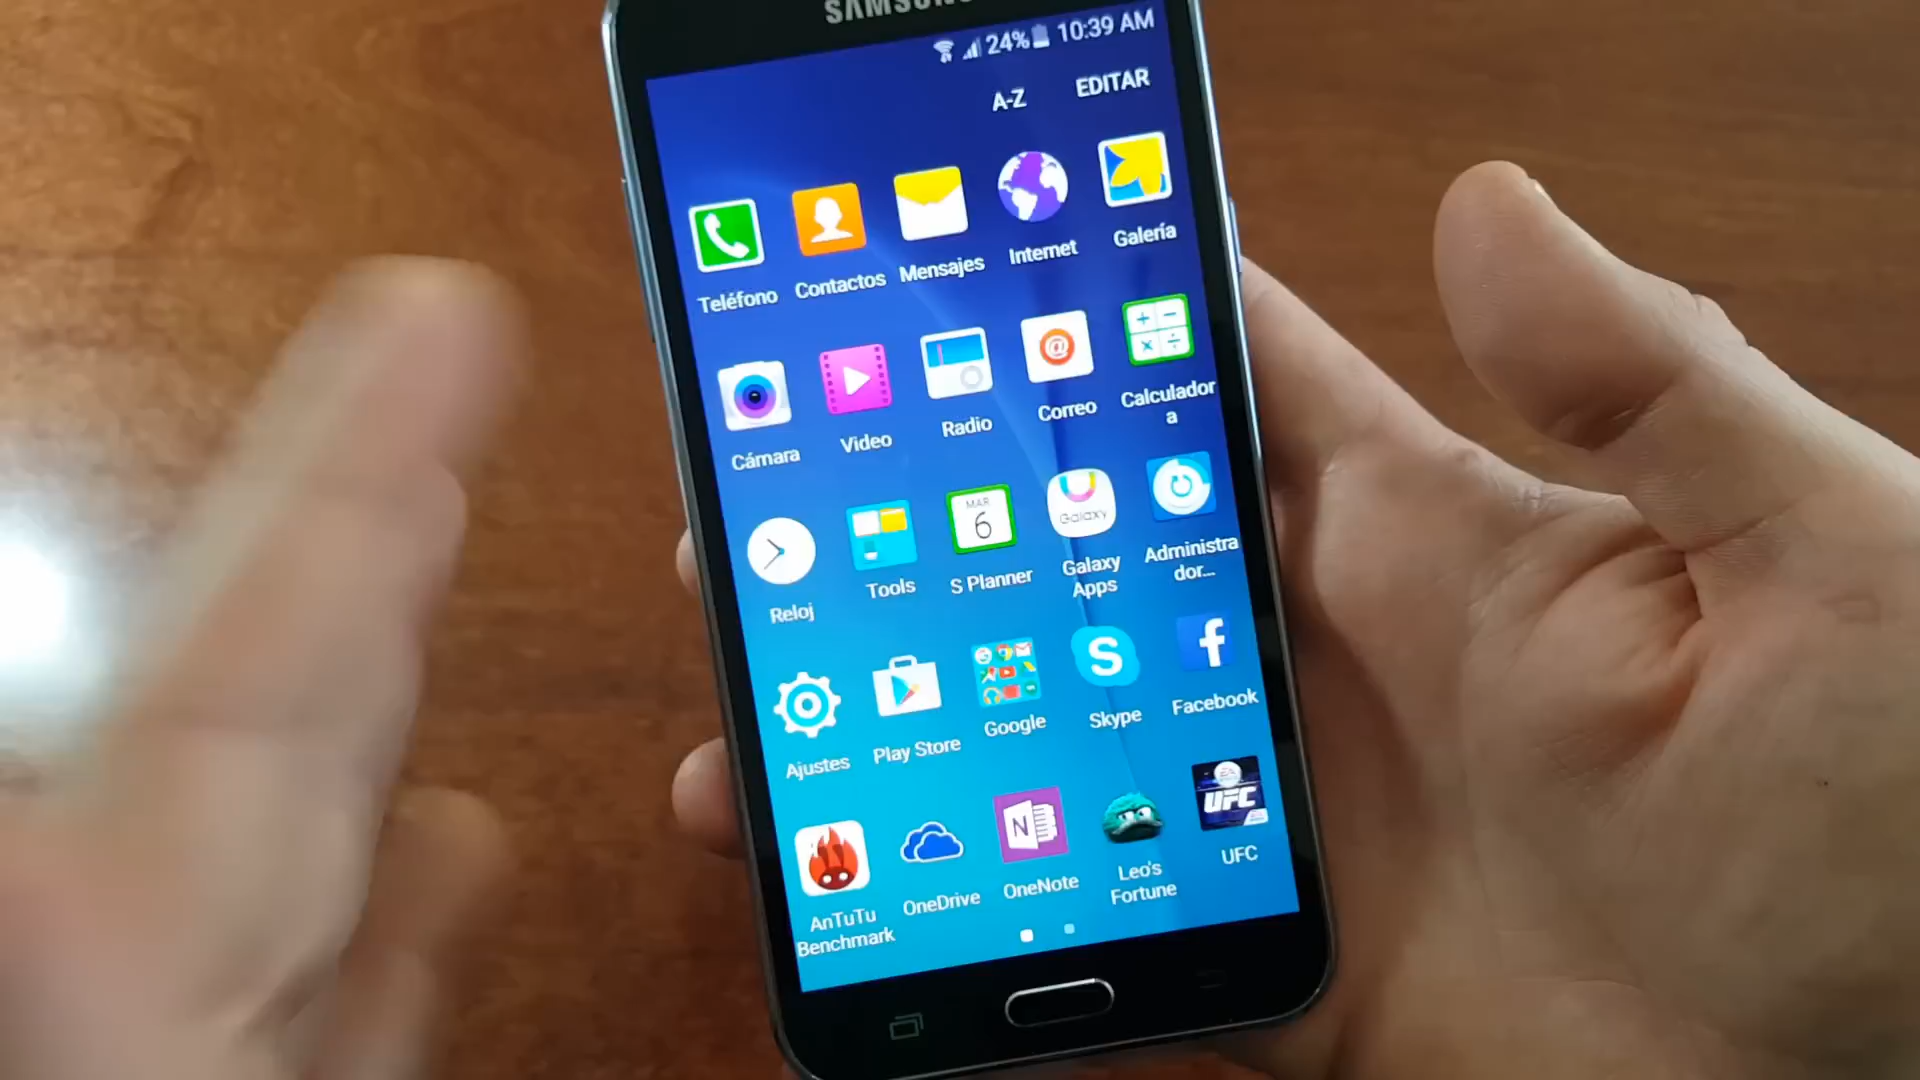 SAMSUNG
24% 10:39 AM
A-Z EDITAR
Teléfono Contactos Mensajes Internet Galería
Cámara Video Radio Correo Calculador
a
MAR
6
Galaxy
Reloj Tools S Planner Galaxy
Apps Administra
dor...
Ajustes Play Store Google Skype Facebook
N
EA
UFC
AnTuTu
Benchmark OneDrive OneNote Leo's
Fortune UFC